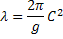 λ = 2π/g C²